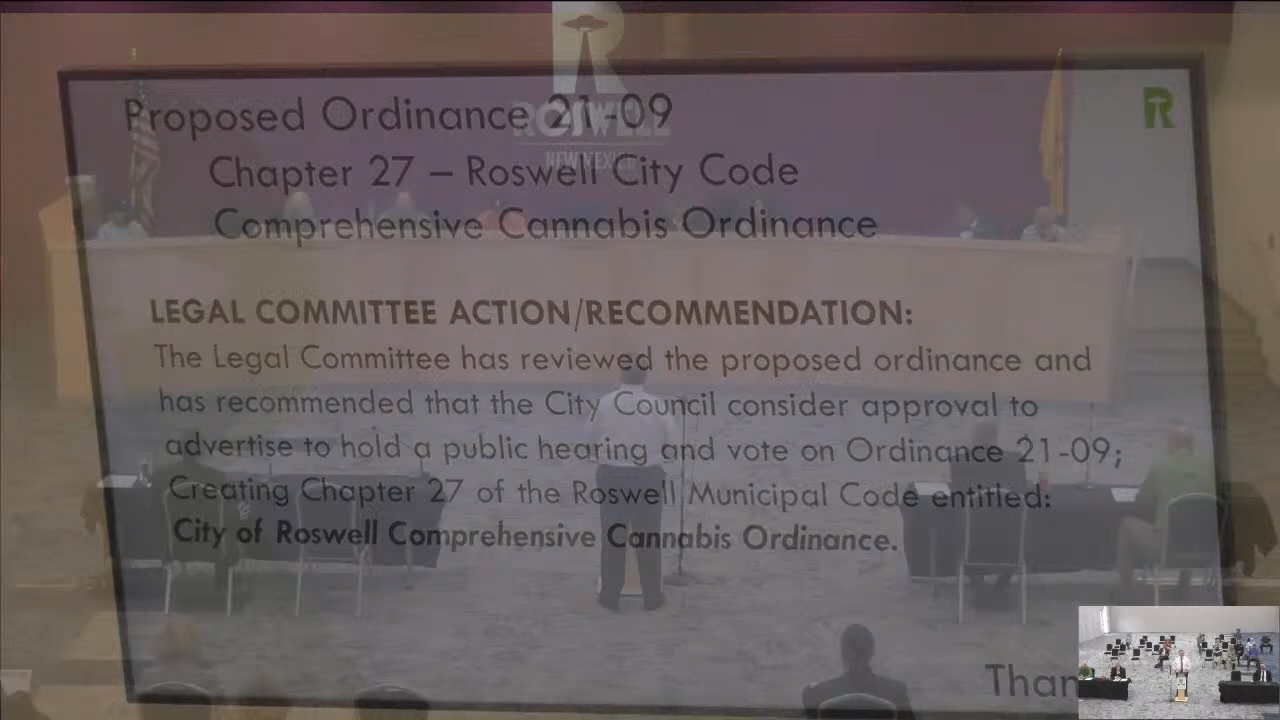 R
ROSWELL
NEW MEXICO
R
Proposed Ordinance 21-09
Chapter 27 – Roswell City Code
Comprehensive Cannabis Ordinance
LEGAL COMMITTEE ACTION/RECOMMENDATION:
The Legal Committee has reviewed the proposed ordinance and
has recommended that the City Council consider approval to
advertise to hold a public hearing and vote on Ordinance 21-09;
Creating Chapter 27 of the Roswell Municipal Code entitled:
City of Roswell Comprehensive Cannabis Ordinance.